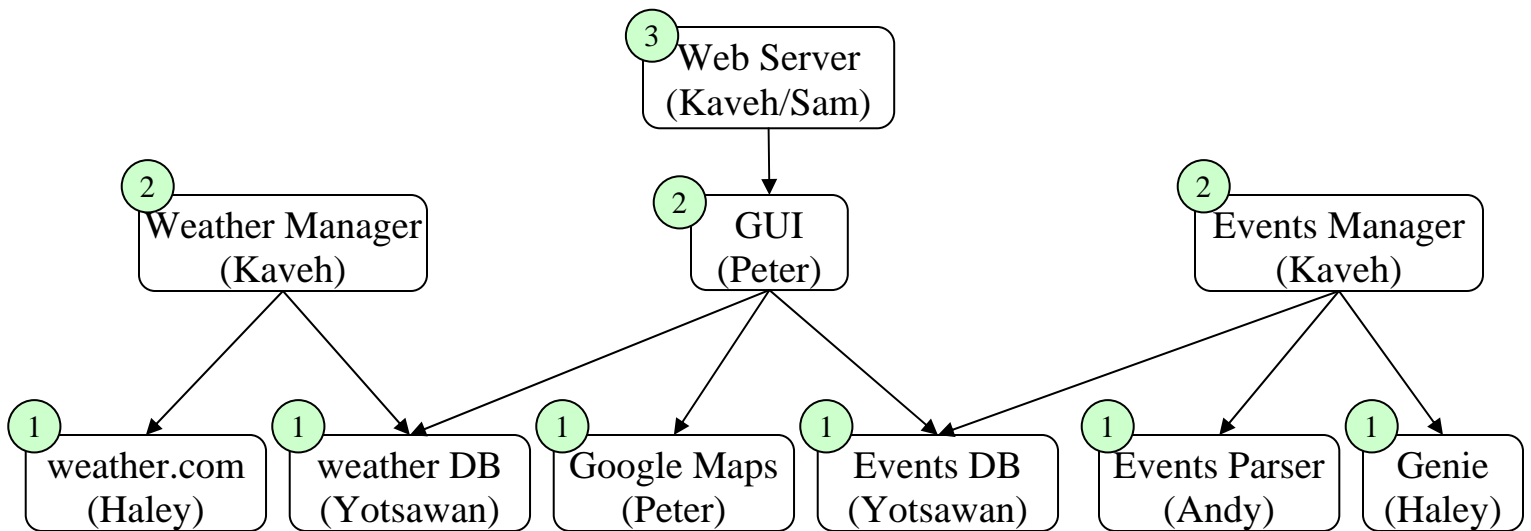 3
Web Server
(Kaveh/Sam)
2
Weather Manager
(Kaveh)
2
GUI
(Peter)
2
Events Manager
(Kaveh)
1
weather.com
(Haley)
1
weather DB
(Yotsawan)
1
Google Maps
(Peter)
1
Events DB
(Yotsawan)
1
Events Parser
(Andy)
1
Genie
(Haley)